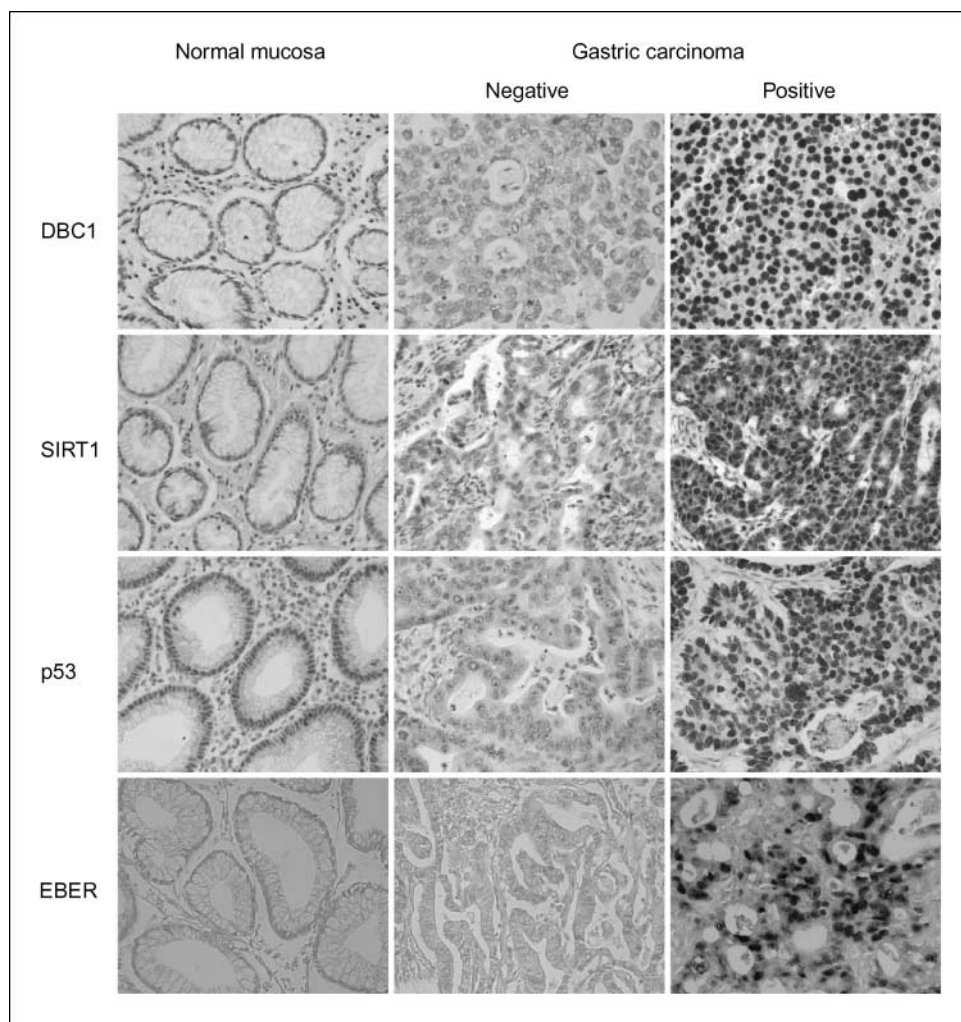 Normal mucosa Gastric carcinoma
Negative Positive
DBC1
SIRT1
p53
EBER